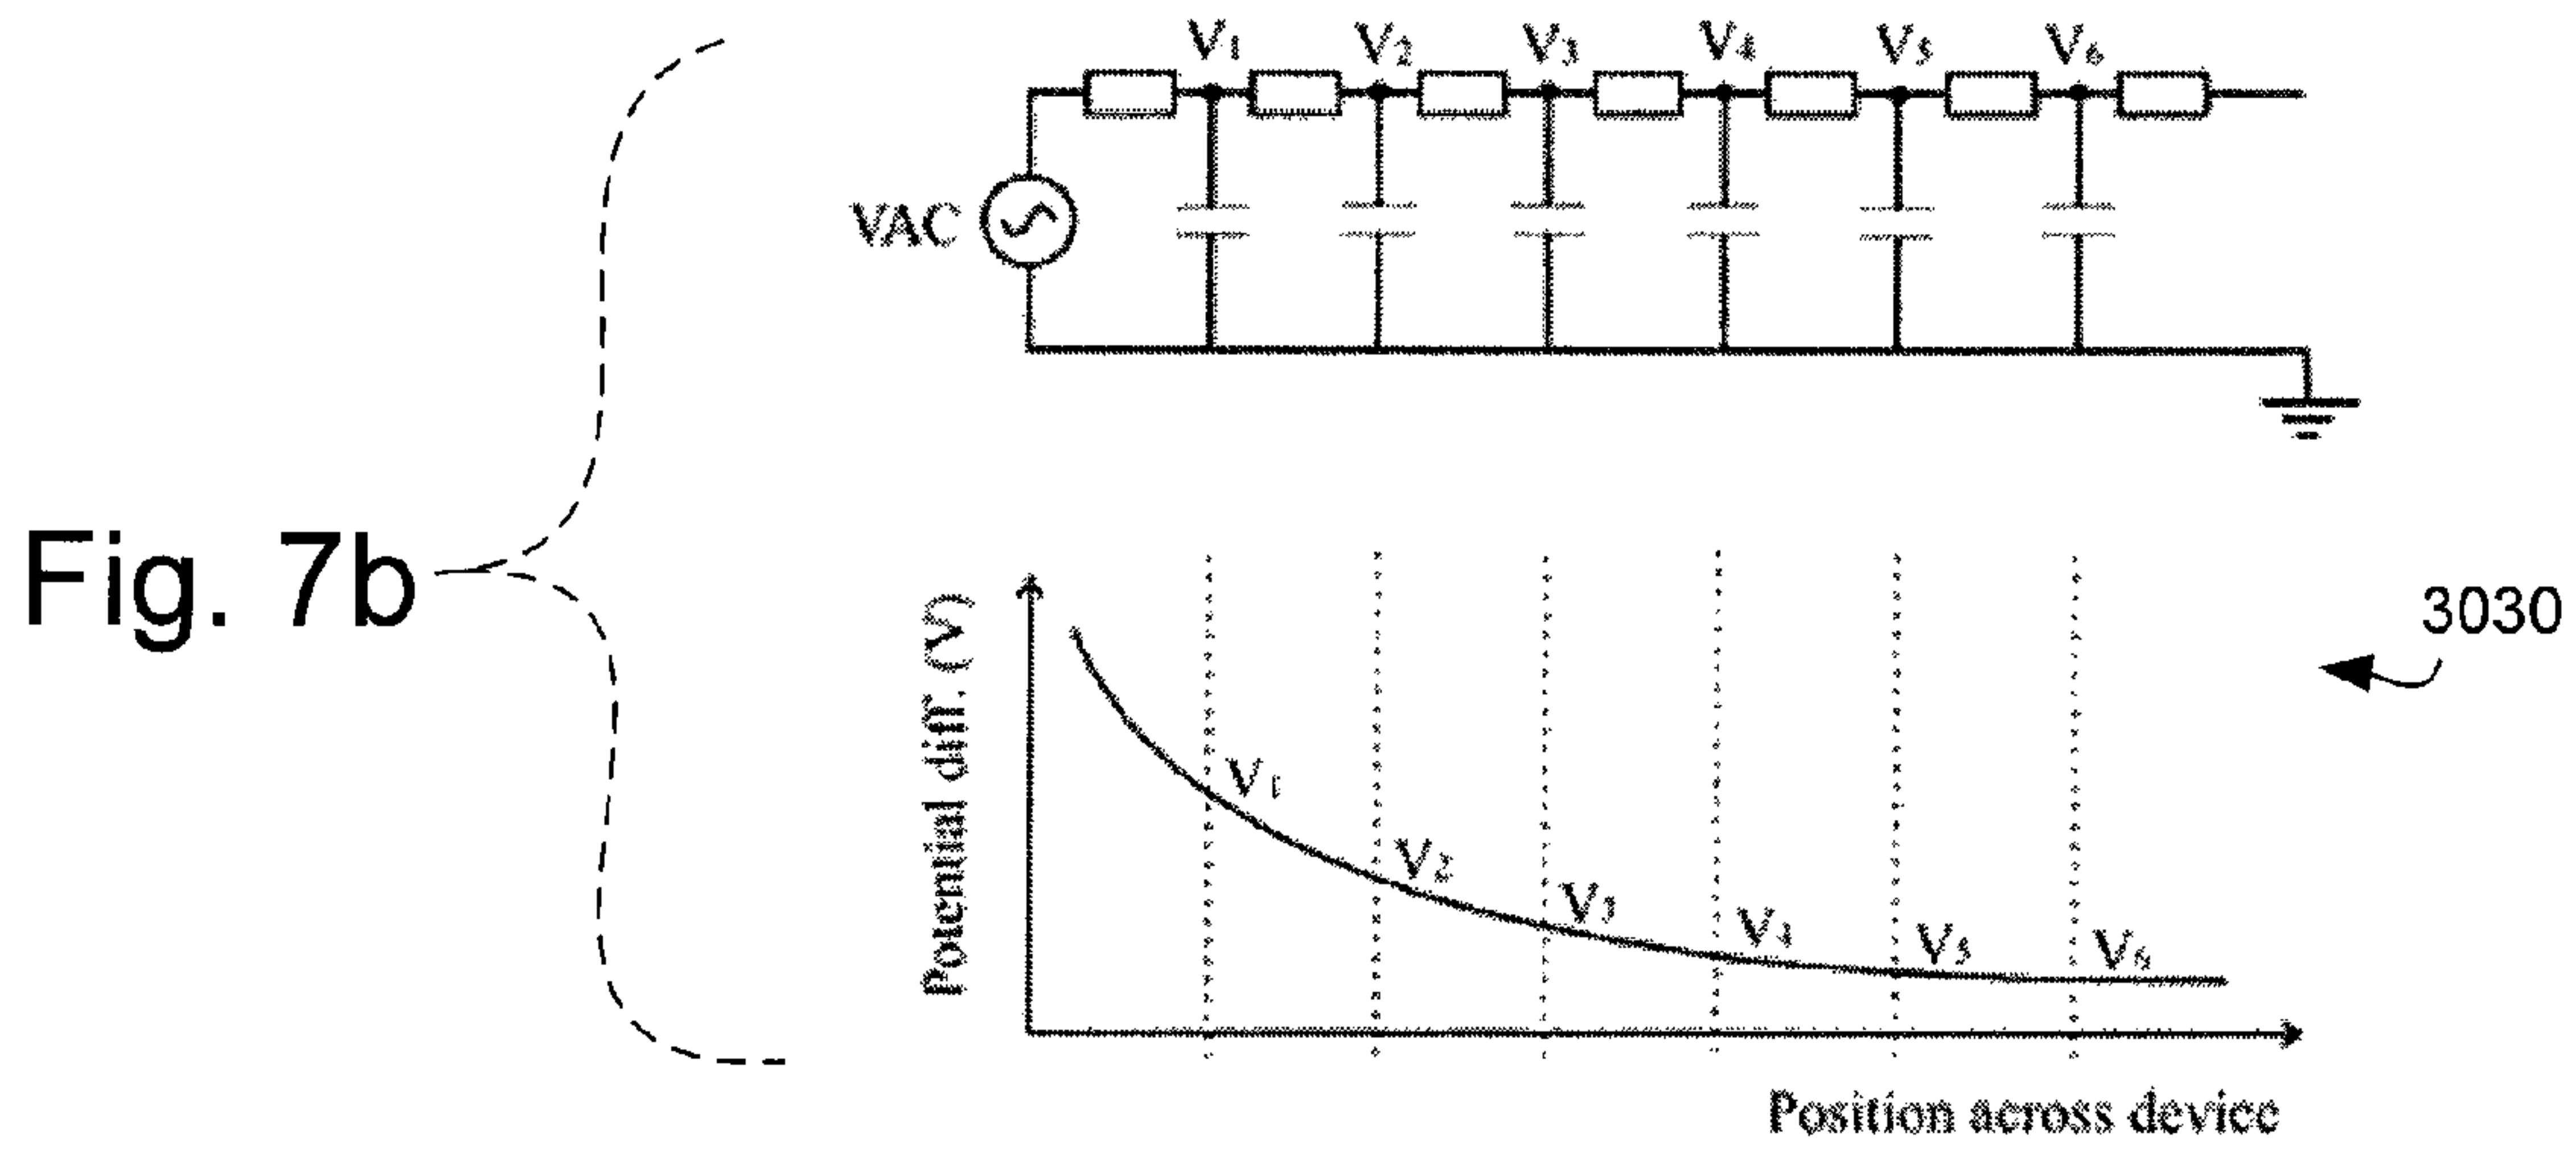 V1 V2 V3 V4 V5 V6
VAC
Fig. 7b
Potential diff. (V)
3030
V1
V2
V3
V4
V5
V6
Position across device